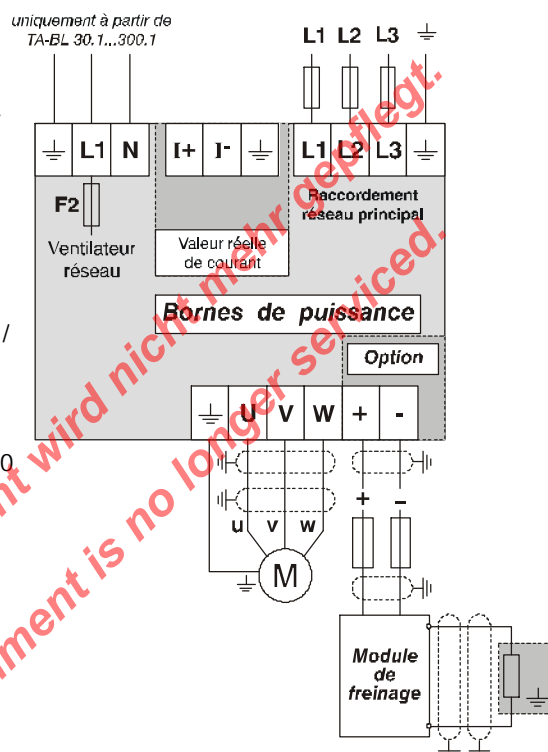 uniquement à partir de
TA-BL 30.1...300.1
L1 L2 L3
L1 N
I+ I-
L1 L2 L3
F2
Ventilateur
réseau
Valeur réelle
de courant
Raccordement
réseau principal
Bornes de puissance
/
Option
U V W + -
0
+ -
u v w
M
Module
de
freinage
nt wird nicht mehr gepflegt.
ment is no longer serviced.